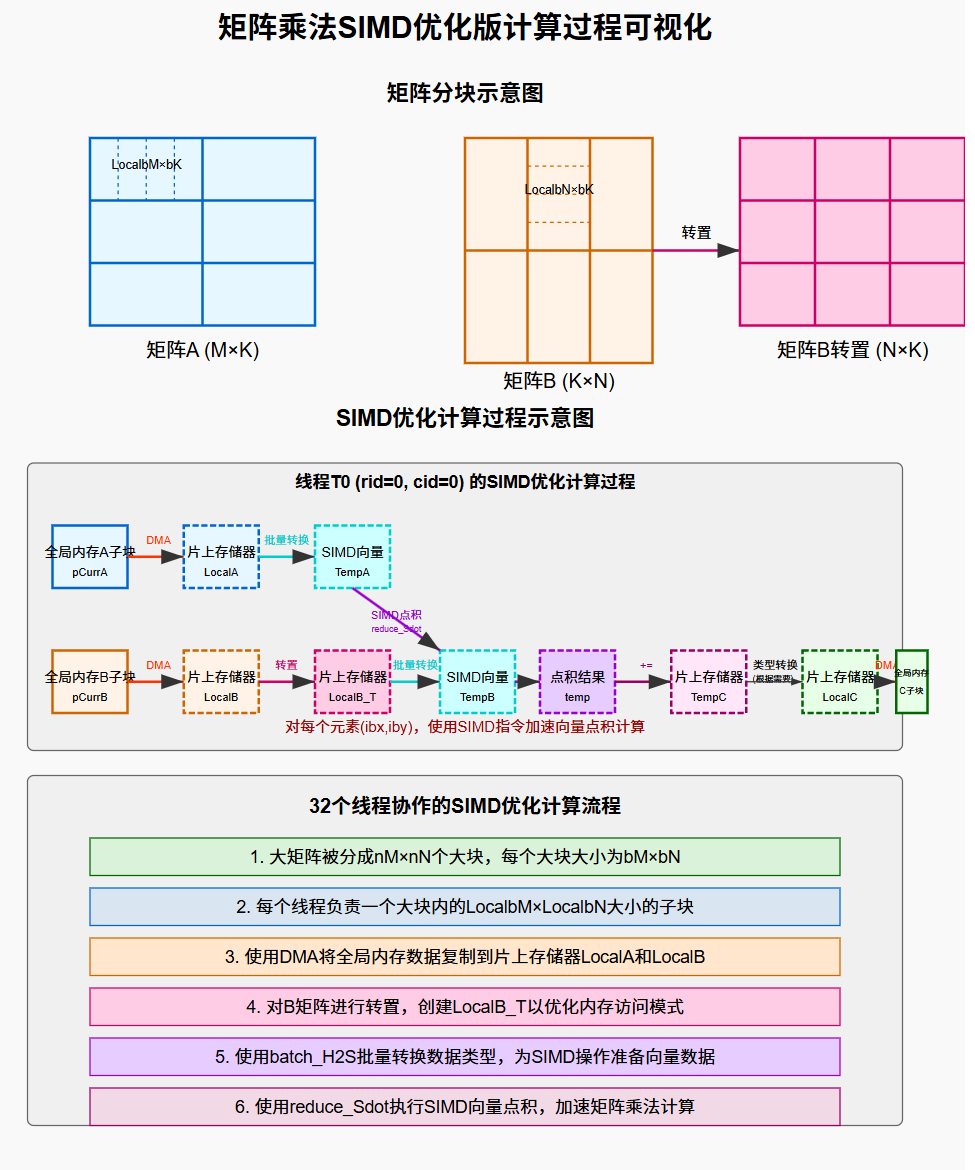 矩阵乘法SIMD优化版计算过程可视化
矩阵分块示意图
LocalbM×bK
LocalbN×bK
转置
矩阵A (M×K)
矩阵B (K×N)
矩阵B转置 (N×K)
SIMD优化计算过程示意图
线程T0 (rid=0, cid=0) 的SIMD优化计算过程
全局内存A子块
pCurrA
DMA
片上存储器
LocalA
批量转换
SIMD向量
TempA
SIMD点积
reduce_Sdot
全局内存B子块
pCurrB
DMA
片上存储器
LocalB
转置
片上存储器
LocalB_T
批量转换
SIMD向量
TempB
点积结果
temp
+=
片上存储器
TempC
类型转换
(根据需要)
片上存储器
LocalC
DMA
全局内存
C子块
对每个元素(ibx,iby)，使用SIMD指令加速向量点积计算
32个线程协作的SIMD优化计算流程
1. 大矩阵被分成nM×nN个大块，每个大块大小为bM×bN
2. 每个线程负责一个大块内的LocalbM×LocalbN大小的子块
3. 使用DMA将全局内存数据复制到片上存储器LocalA和LocalB
4. 对B矩阵进行转置，创建LocalB_T以优化内存访问模式
5. 使用batch_H2S批量转换数据类型，为SIMD操作准备向量数据
6. 使用reduce_Sdot执行SIMD向量点积，加速矩阵乘法计算